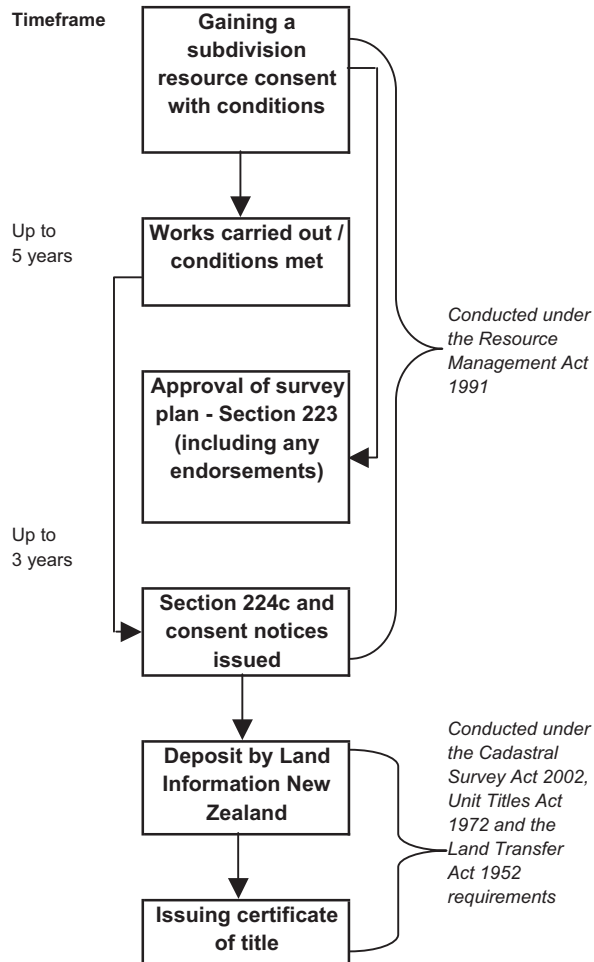 Timeframe
Gaining a
subdivision
resource consent
with conditions
Up to
5 years
Works carried out /
conditions met
Conducted under
the Resource
Management Act
1991
Approval of survey
plan - Section 223
(including any
endorsements)
Up to
3 years
Section 224c and
consent notices
issued
Deposit by Land
Information New
Zealand
Conducted under
the Cadastral
Survey Act 2002,
Unit Titles Act
1972 and the
Land Transfer
Act 1952
requirements
Issuing certificate
of title